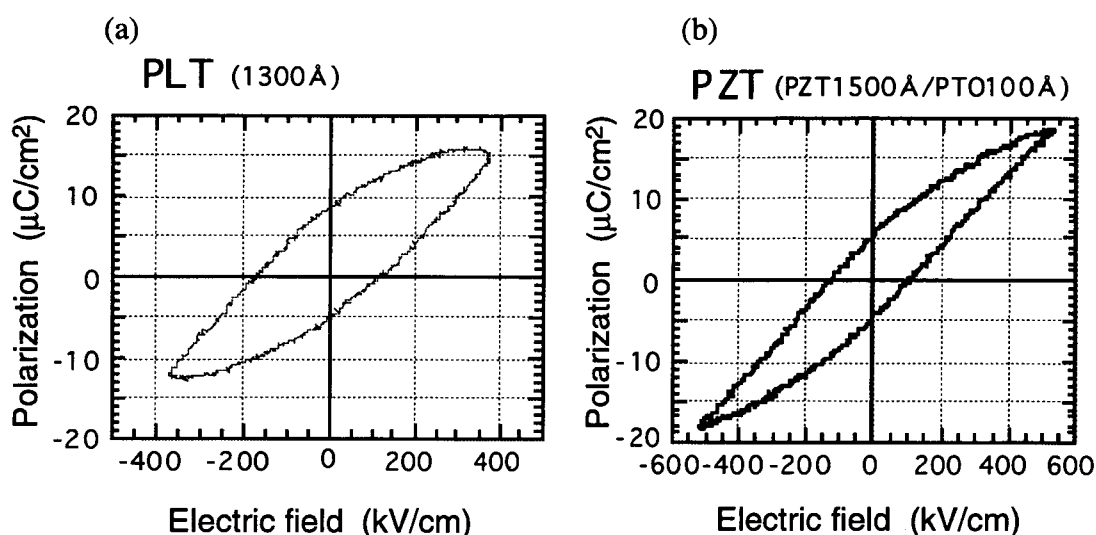 (a)
PLT (1300Å)
Polarization (µC/cm²)
20
10
0
-10
-20
-400 -200 0 200 400
Electric field (kV/cm)
(b)
PZT (PZT1500Å/PTO100Å)
Polarization (µC/cm²)
20
10
0
-10
-20
-600 -400 -200 0 200 400 600
Electric field (kV/cm)